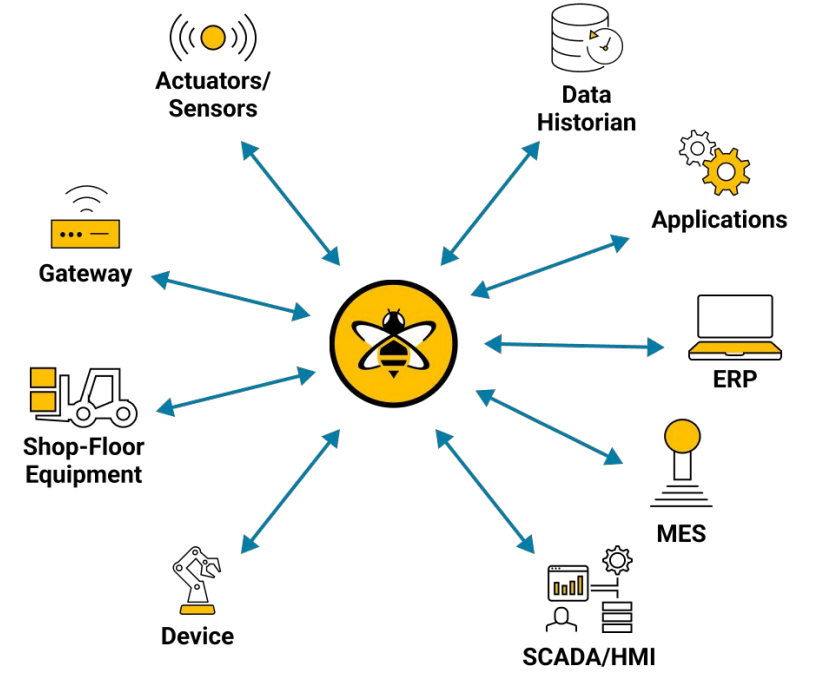 Actuators/
Sensors
Data
Historian
Applications
Gateway
ERP
Shop-Floor
Equipment
MES
Device
SCADA/HMI